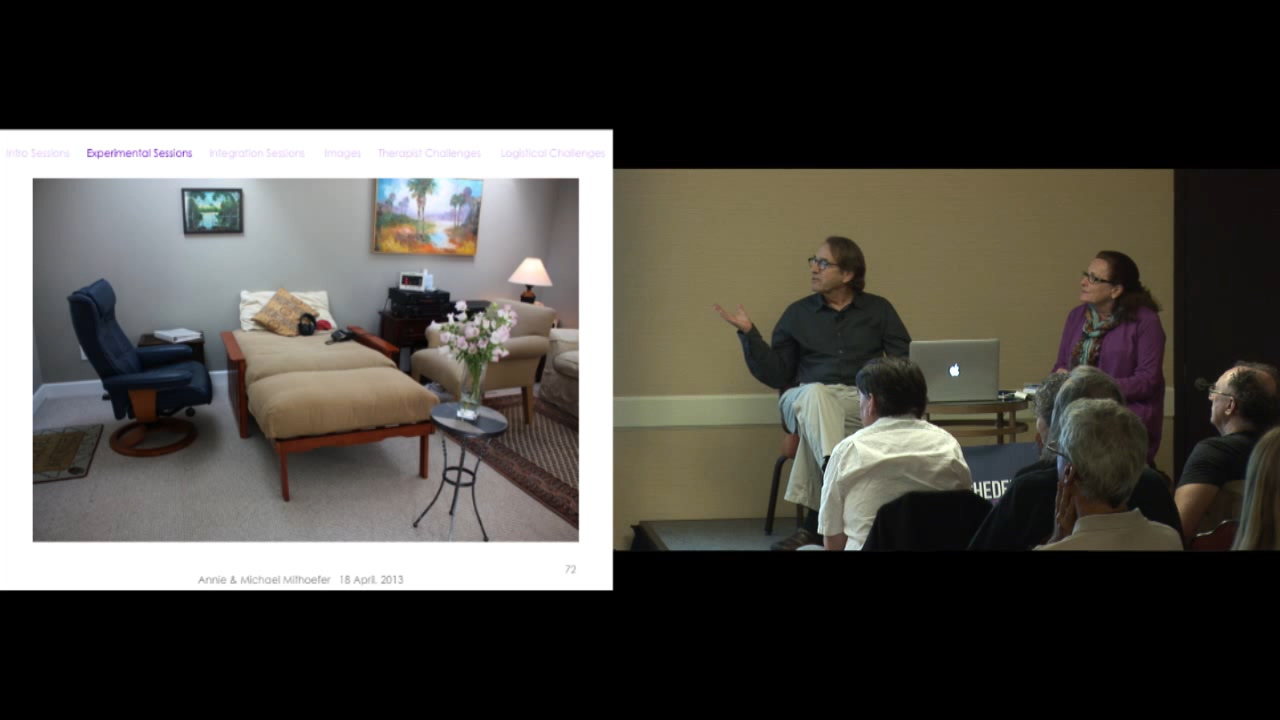 Intro Sessions Experimental Sessions Integration Sessions Images Therapist Challenges Logistical Challenges
72
Annie & Michael Mithoefer 18 April, 2013